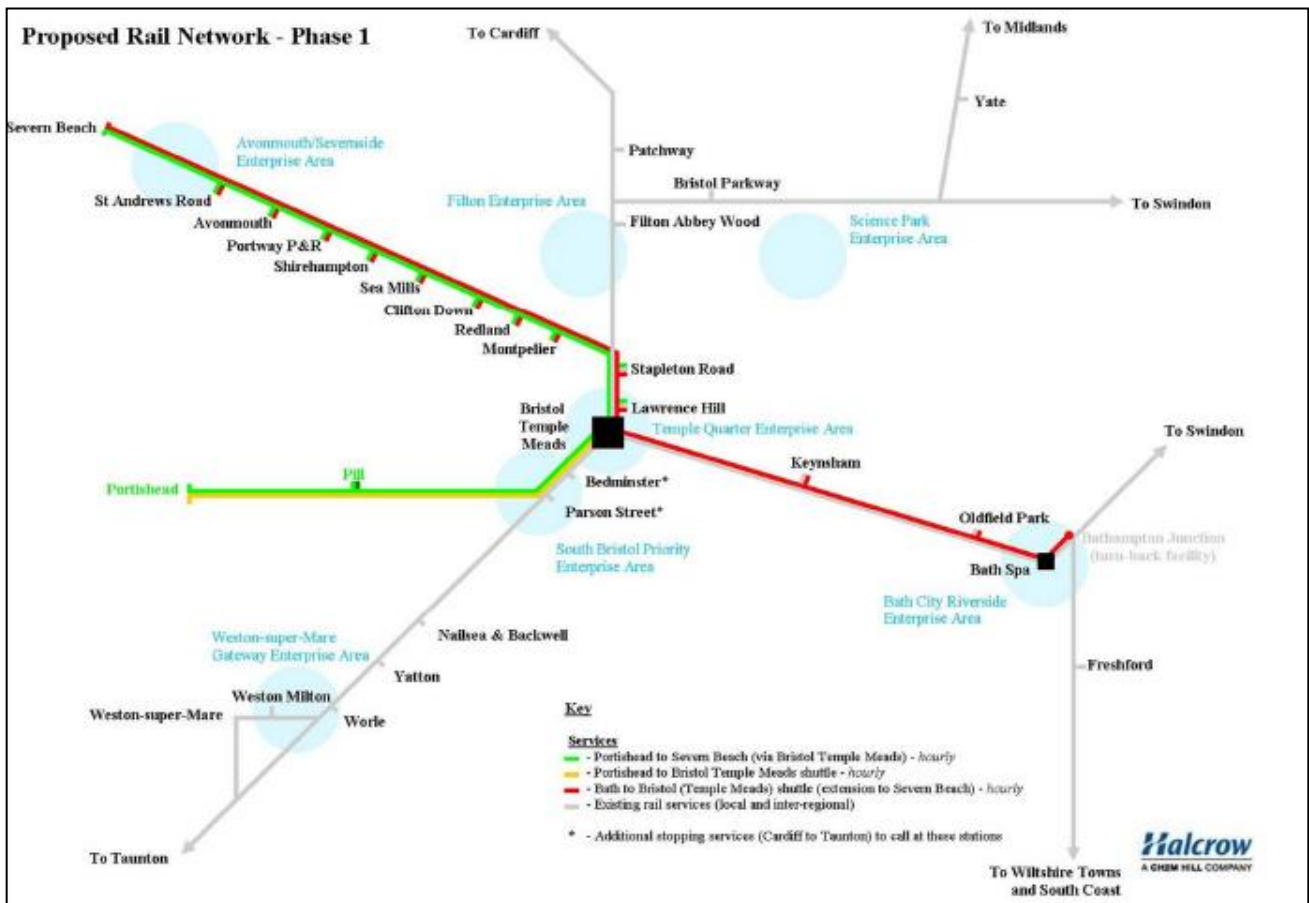 Proposed Rail Network - Phase 1
To Cardiff
To Midlands
Yate
Severn Beach
Avonmouth/Severnside
Enterprise Area
Patchway
Bristol Parkway
St Andrews Road
Filton Enterprise Area
To Swindon
Avonmouth
Filton Abbey Wood
Science Park
Enterprise Area
Portway P&R
Shirehampton
Sea Mills
Clifton Down
Redland
Montpelier
Stapleton Road
Bristol
Temple
Meads
Lawrence Hill
Temple Quarter Enterprise Area
To Swindon
Keynsham
Pill
Portishead
Bedminster*
Parson Street*
Oldfield Park
Bathampton Junction
(turn-back facility)
South Bristol Priority
Enterprise Area
Bath Spa
Bath City Riverside
Enterprise Area
Weston-super-Mare
Gateway Enterprise Area
Nailsea & Backwell
Yatton
Freshford
Weston Milton
Weston-super-Mare
Worle
Key
Services
- Portishead to Severn Beach (via Bristol Temple Meads) - hourly
- Portishead to Bristol Temple Meads shuttle - hourly
- Bath to Bristol (Temple Meads) shuttle (extension to Severn Beach) - hourly
- Existing rail services (local and inter-regional)
* - Additional stopping services (Cardiff to Taunton) to call at these stations
To Taunton
To Wiltshire Towns
and South Coast
Halcrow
A CH2M HILL COMPANY